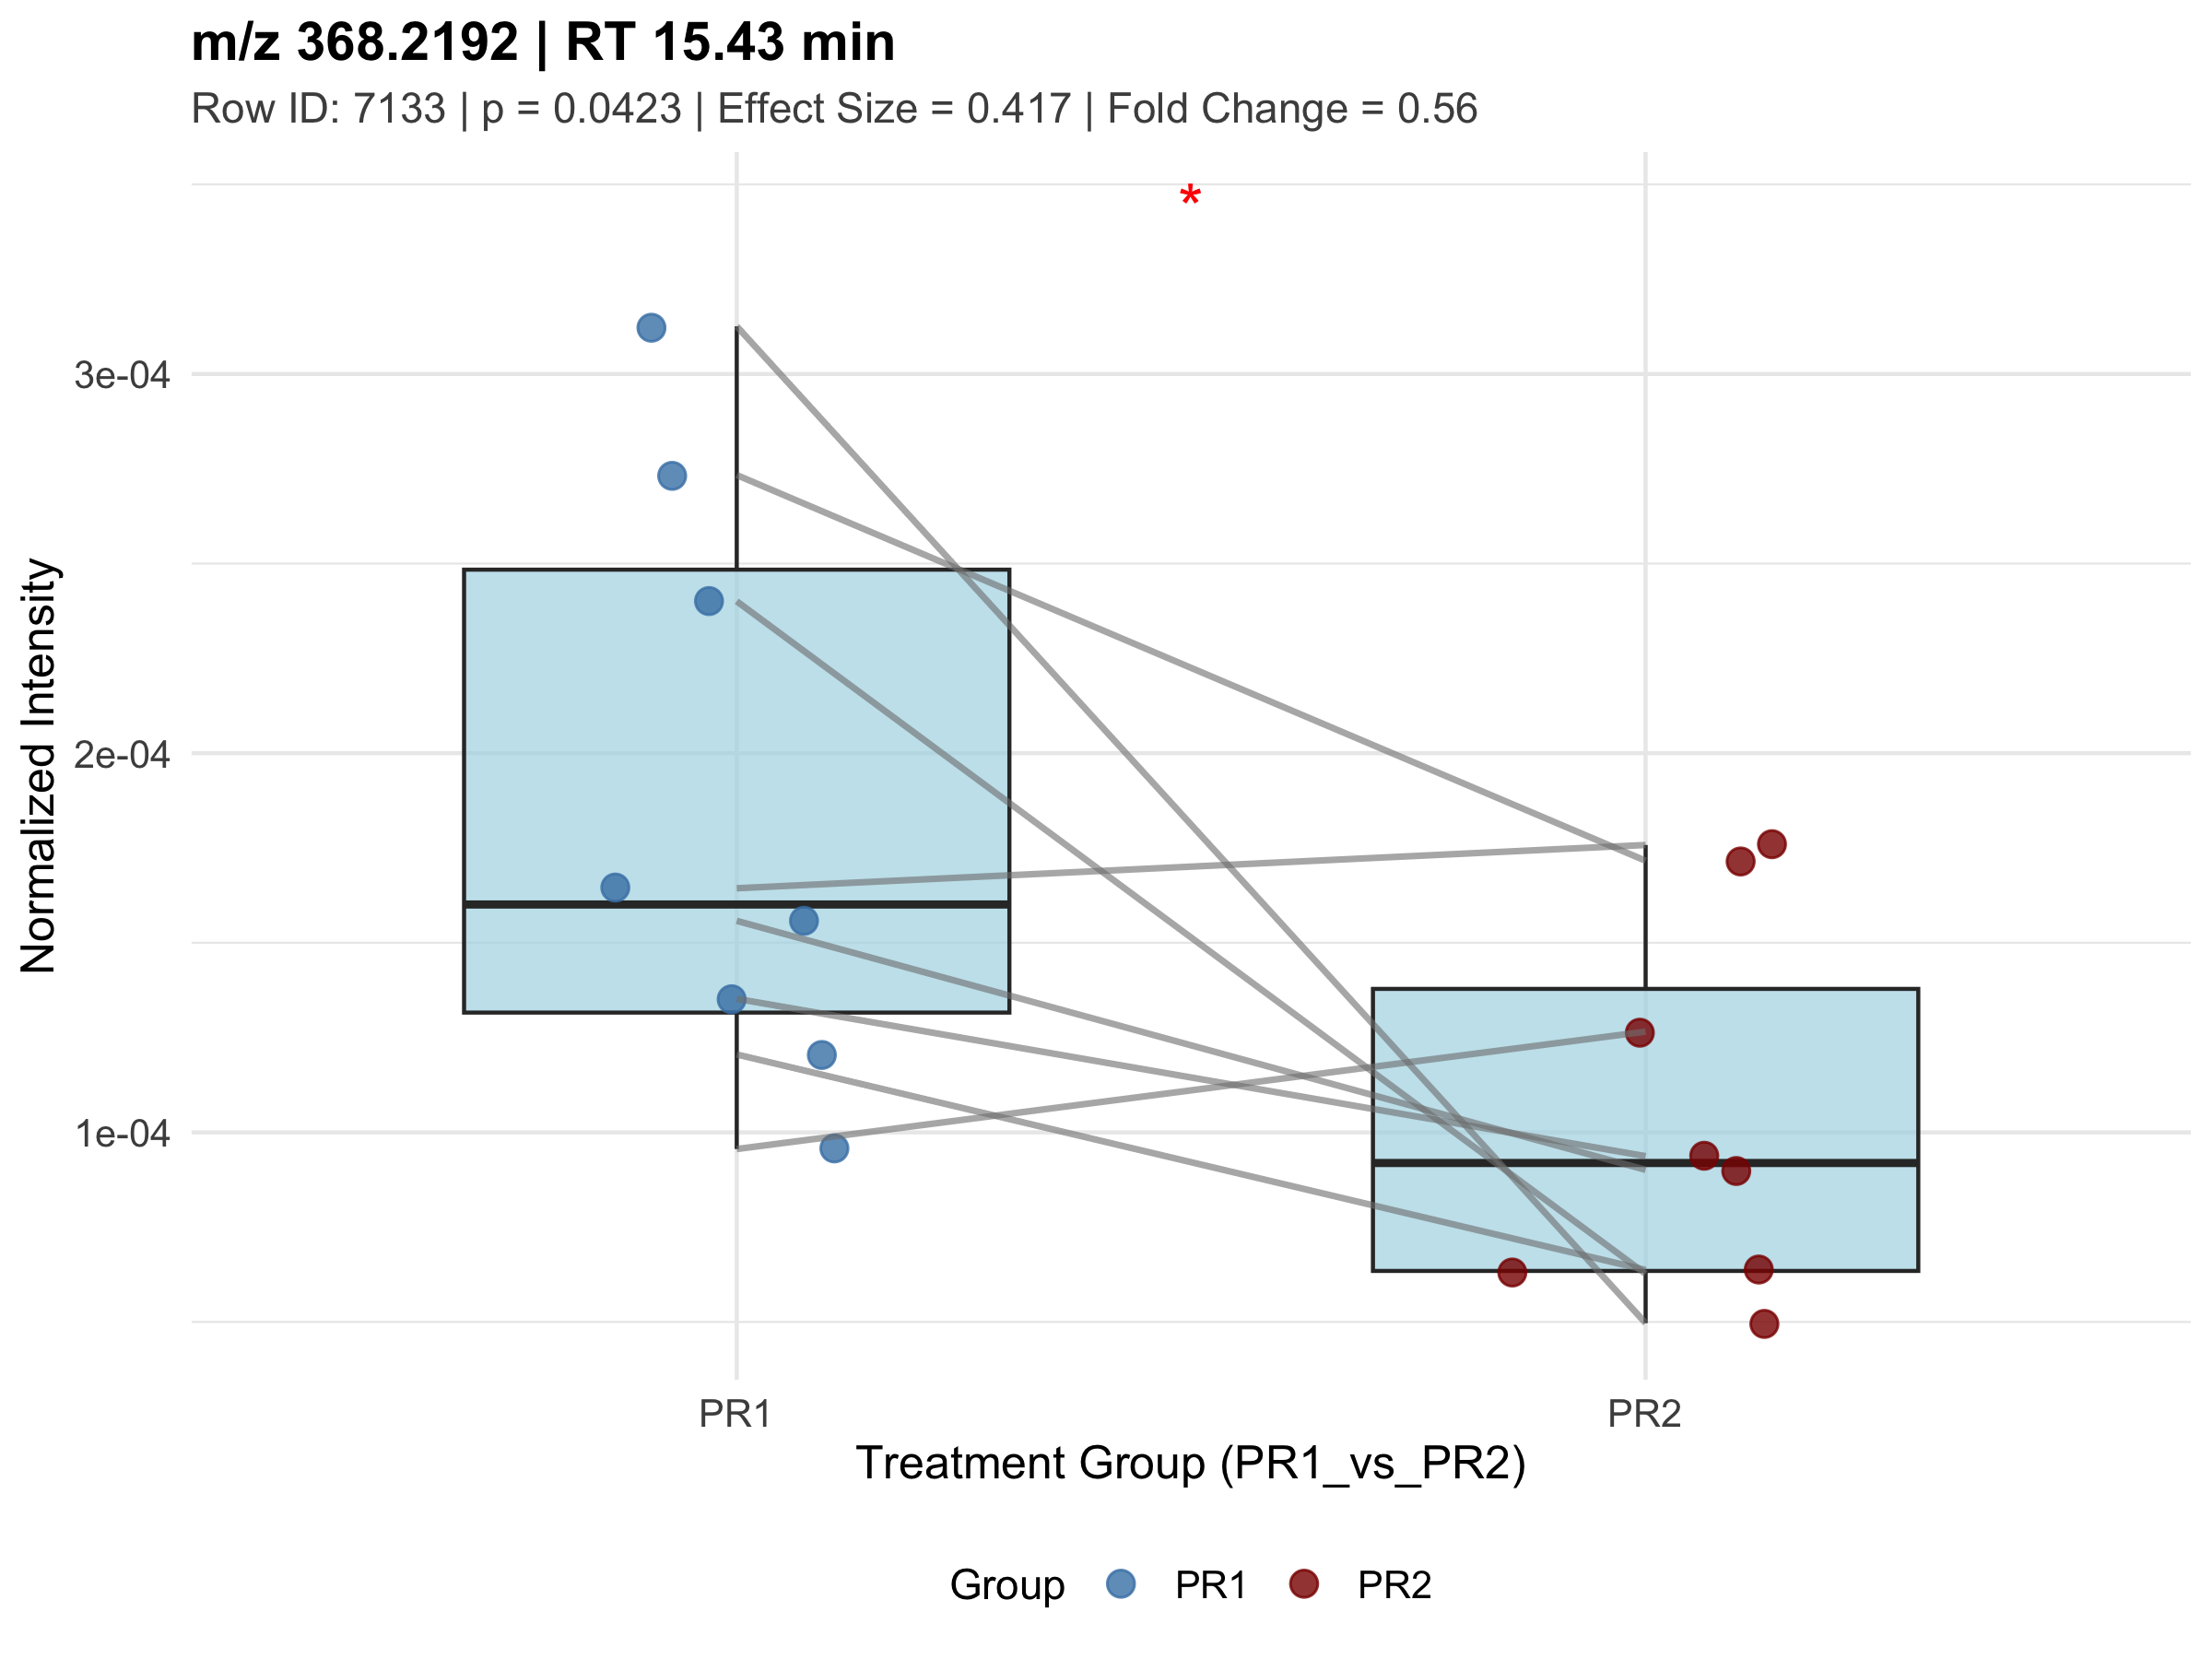 m/z 368.2192 | RT 15.43 min
Row ID: 7133 | p = 0.0423 | Effect Size = 0.417 | Fold Change = 0.56
*
Normalized Intensity
3e-04
2e-04
1e-04
PR1
PR2
Treatment Group (PR1_vs_PR2)
Group PR1 PR2